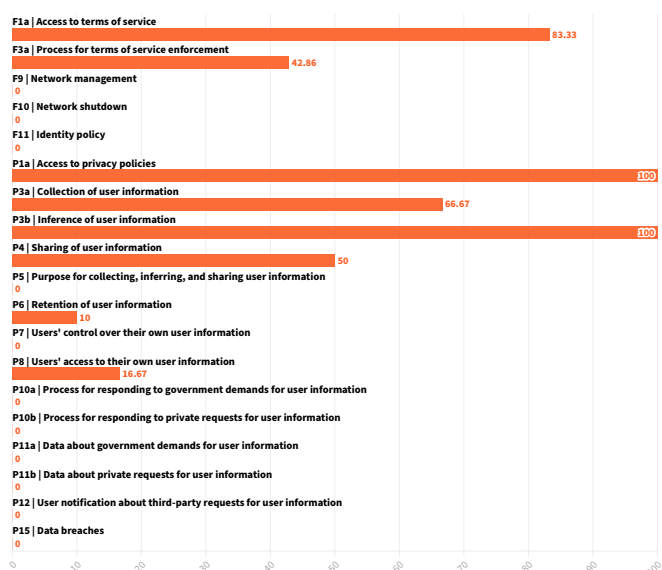 F1a | Access to terms of service
83.33
F3a | Process for terms of service enforcement
42.86
F9 | Network management
0
F10 | Network shutdown
0
F11 | Identity policy
0
P1a | Access to privacy policies
100
P3a | Collection of user information
66.67
P3b | Inference of user information
100
P4 | Sharing of user information
50
P5 | Purpose for collecting, inferring, and sharing user information
0
P6 | Retention of user information
10
P7 | Users' control over their own user information
0
P8 | Users' access to their own user information
16.67
P10a | Process for responding to government demands for user information
0
P10b | Process for responding to private requests for user information
0
P11a | Data about government demands for user information
0
P11b | Data about private requests for user information
0
P12 | User notification about third-party requests for user information
0
P15 | Data breaches
0
0 10 20 30 40 50 60 70 80 90 100